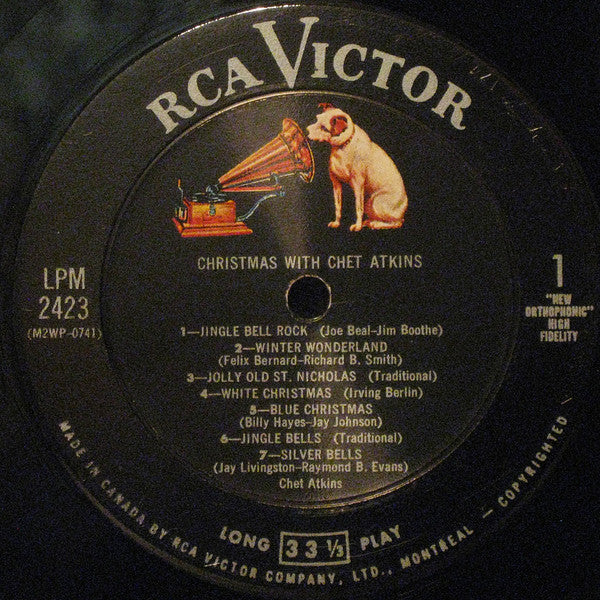 RCA VICTOR
CHRISTMAS WITH CHET ATKINS
LPM
2423
(M2WP-0741)
1
"NEW
ORTHOPHONIC"
HIGH
FIDELITY
1—JINGLE BELL ROCK (Joe Beal-Jim Boothe)
2—WINTER WONDERLAND
(Felix Bernard-Richard B. Smith)
3—JOLLY OLD ST. NICHOLAS (Traditional)
4—WHITE CHRISTMAS (Irving Berlin)
5—BLUE CHRISTMAS
(Billy Hayes-Jay Johnson)
6—JINGLE BELLS (Traditional)
7—SILVER BELLS
(Jay Livingston-Raymond B. Evans)
Chet Atkins
LONG 33 1/3 PLAY
MADE IN CANADA BY RCA VICTOR COMPANY, LTD., MONTREAL — COPYRIGHTED